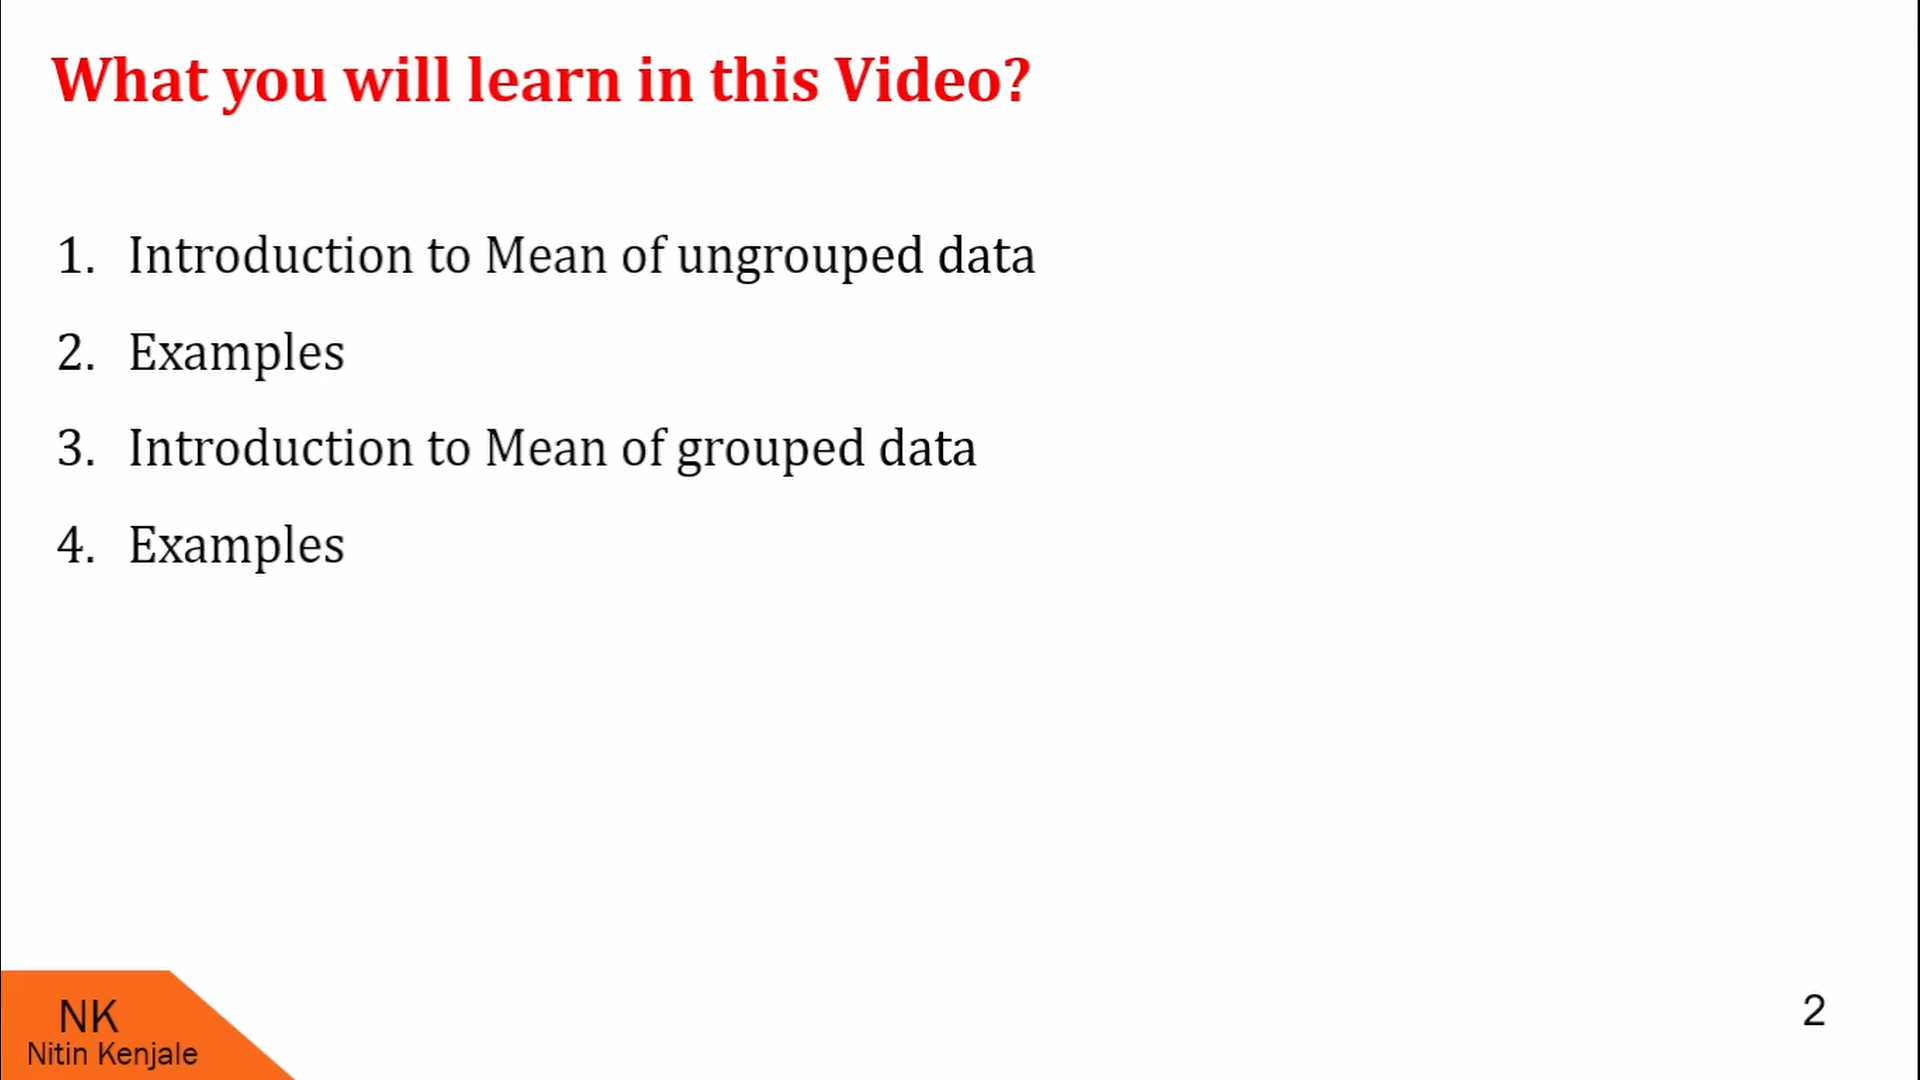 What you will learn in this Video?
1. Introduction to Mean of ungrouped data
2. Examples
3. Introduction to Mean of grouped data
4. Examples
NK
Nitin Kenjale
2